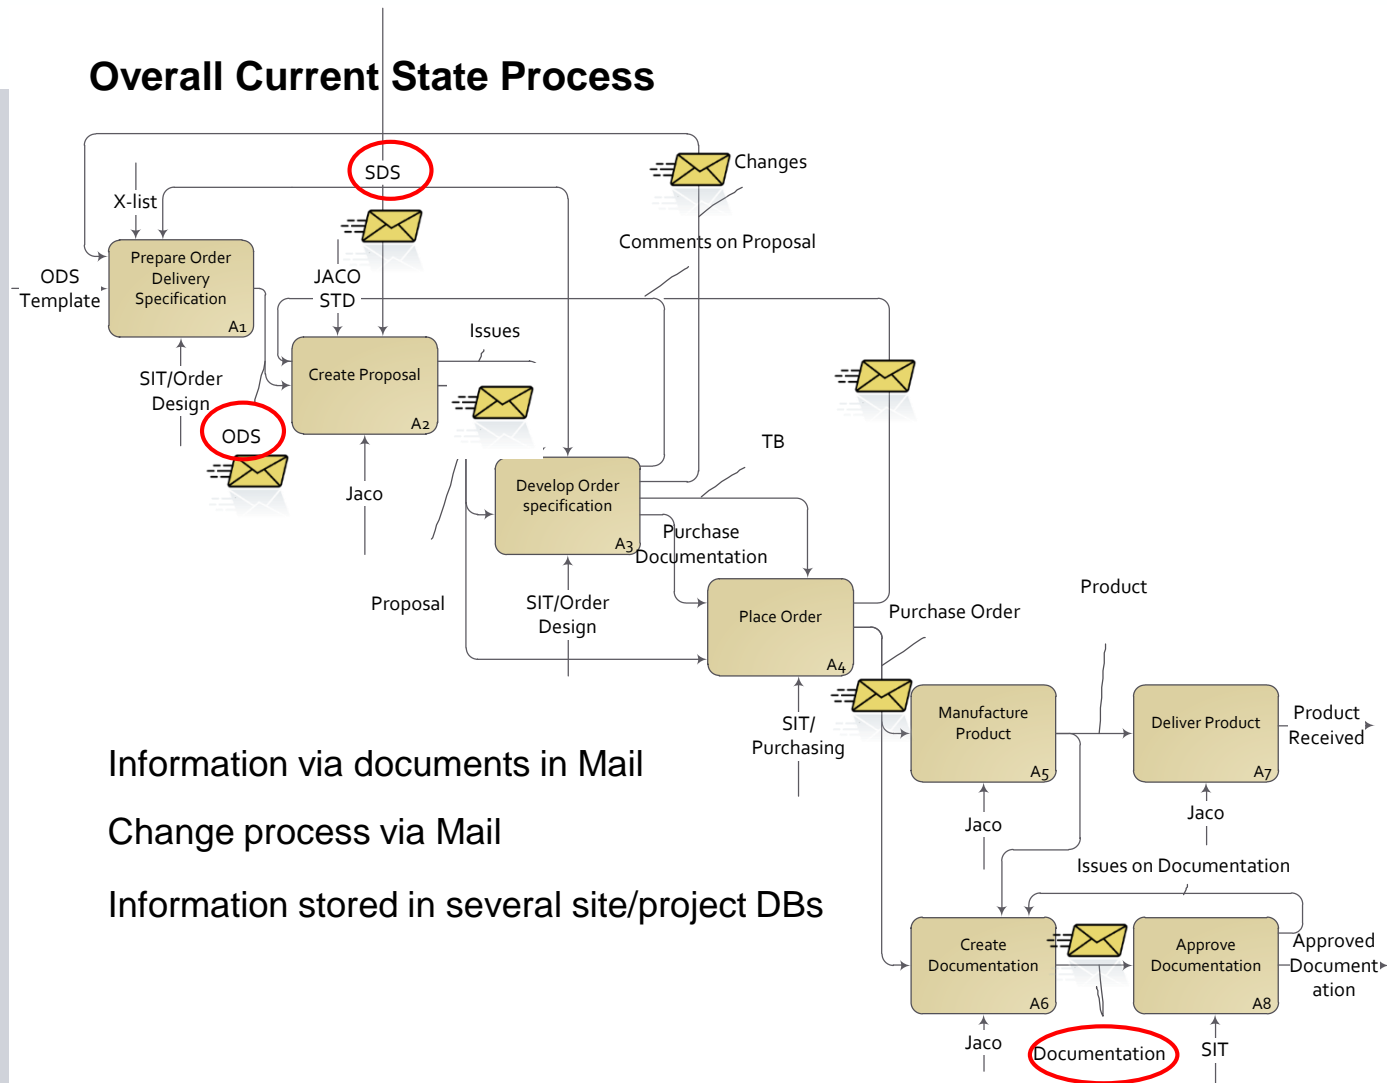 Overall Current State Process
SDS
Changes
X-list
Comments on Proposal
Prepare Order
Delivery
Specification
A1
ODS
Template
JACO
STD
Issues
SIT/Order
Design
Create Proposal
A2
ODS
TB
Jaco
Develop Order
specification
A3
Purchase
Documentation
Proposal
SIT/Order
Design
Place Order
A4
Purchase Order
Product
SIT/
Purchasing
Manufacture
Product
A5
Deliver Product
A7
Product
Received
Jaco
Jaco
Information via documents in Mail
Change process via Mail
Information stored in several site/project DBs
Issues on Documentation
Create
Documentation
A6
Approve
Documentation
A8
Approved
Document
ation
Jaco
Documentation
SIT